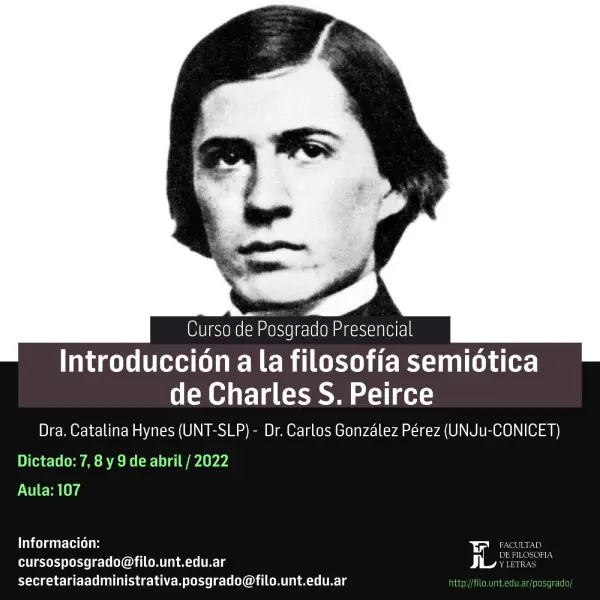 Curso de Posgrado Presencial
Introducción a la filosofía semiótica
de Charles S. Peirce
Dra. Catalina Hynes (UNT-SLP) - Dr. Carlos González Pérez (UNJu-CONICET)
Dictado: 7, 8 y 9 de abril / 2022
Aula: 107
Información:
cursosposgrado@filo.unt.edu.ar
secretariaadministrativa.posgrado@filo.unt.edu.ar
FACULTAD
DE FILOSOFIA
Y LETRAS
http://filo.unt.edu.ar/posgrado/